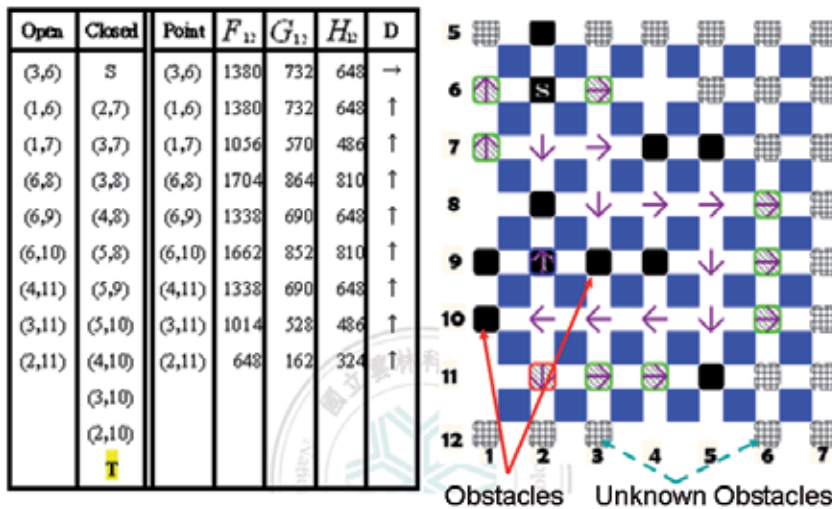 Open Closed Point F12 G12 H12 D
(3,6) S (3,6) 1380 732 648 →
(1,6) (2,7) (1,6) 1380 732 648 ↑
(1,7) (3,7) (1,7) 1056 570 486 ↑
(6,8) (3,8) (6,8) 1704 864 810 ↑
(6,9) (4,8) (6,9) 1338 690 648 ↑
(6,10) (5,8) (6,10) 1662 852 810 ↑
(4,11) (5,9) (4,11) 1338 690 648 ↑
(3,11) (5,10) (3,11) 1014 528 486 ↑
(2,11) (4,10) (2,11) 648 162 324 ↑
(3,10)
(2,10)
T
5
6 S
7
8
9 T
10
11
12
1 2 3 4 5 6 7
Obstacles Unknown Obstacles
國立雲林科